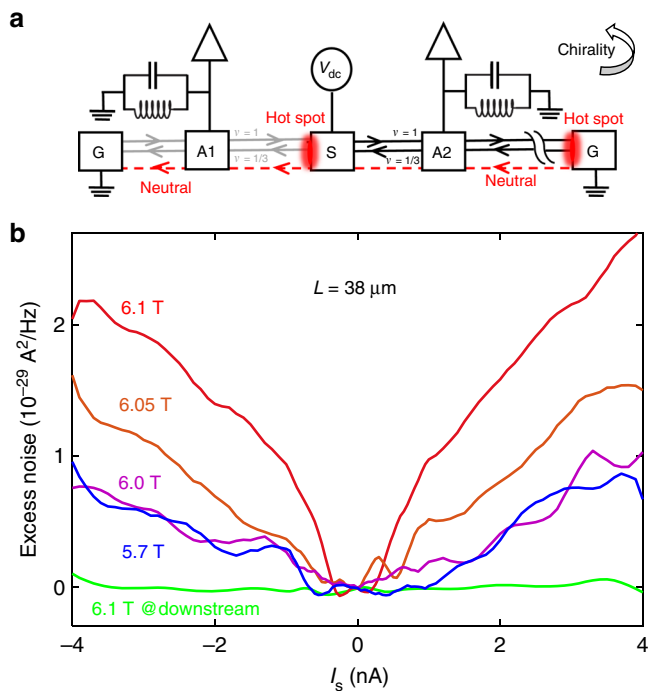 a
V_dc
Chirality
Hot spot
Hot spot
G
A1
ν = 1
ν = 1/3
S
ν = 1
ν = 1/3
A2
G
Neutral
Neutral
b
L = 38 μm
6.1 T
6.05 T
6.0 T
5.7 T
6.1 T @downstream
Excess noise (10⁻²⁹ A²/Hz)
2
1
0
−4
−2
0
2
4
I_s (nA)